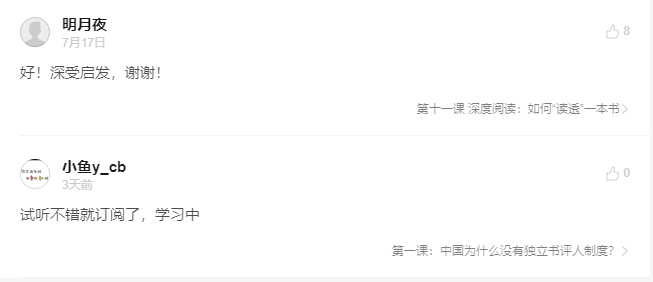 明月夜
8
7月17日
好！深受启发，谢谢！
第十一课 深度阅读：如何“读透”一本书
小鱼y_cb
0
3天前
试听不错就订阅了，学习中
第一课：中国为什么没有独立书评人制度？